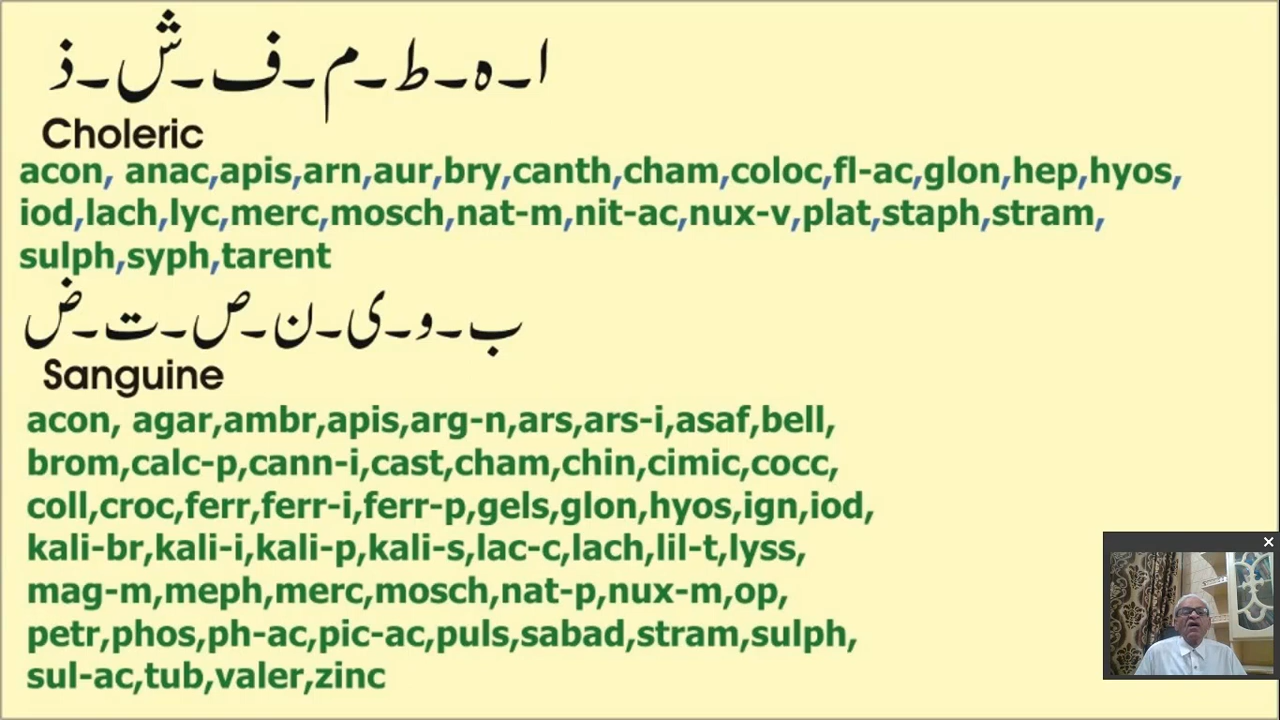 ا۔ہ۔ط۔م۔ف۔ش۔ذ
Choleric
acon, anac,apis,arn,aur,bry,canth,cham,coloc,fl-ac,glon,hep,hyos,
iod,lach,lyc,merc,mosch,nat-m,nit-ac,nux-v,plat,staph,stram,
sulph,syph,tarent
ب۔و۔ی۔ن۔ص۔ت۔ض
Sanguine
acon, agar,ambr,apis,arg-n,ars,ars-i,asaf,bell,
brom,calc-p,cann-i,cast,cham,chin,cimic,cocc,
coll,croc,ferr,ferr-i,ferr-p,gels,glon,hyos,ign,iod,
kali-br,kali-i,kali-p,kali-s,lac-c,lach,lil-t,lyss,
mag-m,meph,merc,mosch,nat-p,nux-m,op,
petr,phos,ph-ac,pic-ac,puls,sabad,stram,sulph,
sul-ac,tub,valer,zinc